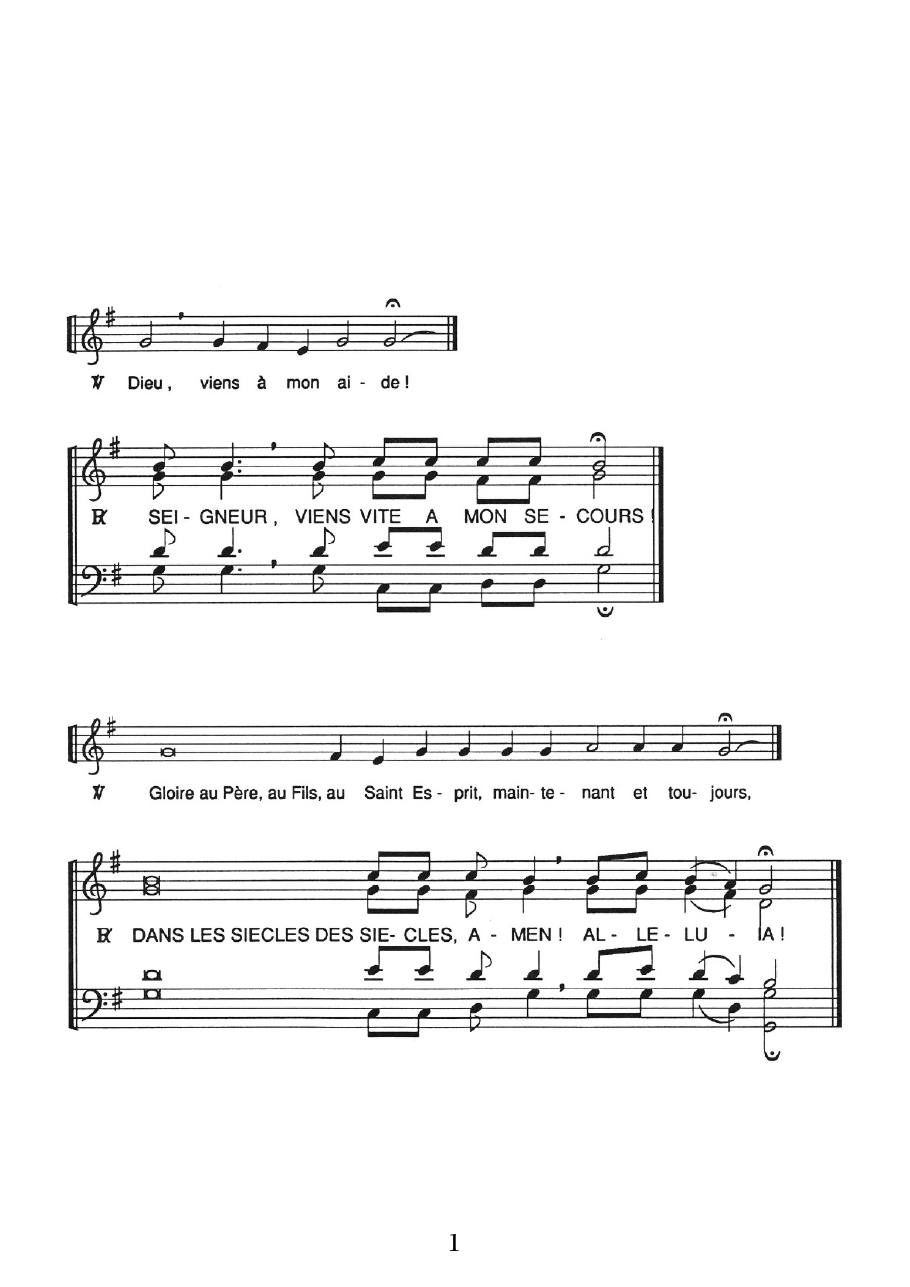 ℣ Dieu, viens à mon ai - de !
℟ SEI - GNEUR, VIENS VITE A MON SE - COURS !
℣ Gloire au Père, au Fils, au Saint Es - prit, main - te - nant et tou - jours,
℟ DANS LES SIECLES DES SIE - CLES, A - MEN ! AL - LE - LU - IA !
1